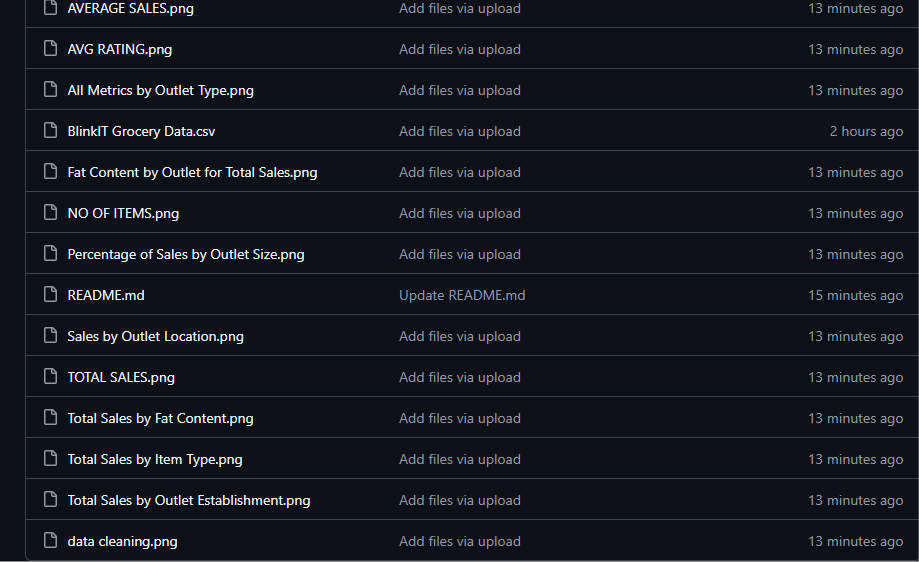 AVERAGE SALES.png Add files via upload 13 minutes ago
AVG RATING.png Add files via upload 13 minutes ago
All Metrics by Outlet Type.png Add files via upload 13 minutes ago
BlinkIT Grocery Data.csv Add files via upload 2 hours ago
Fat Content by Outlet for Total Sales.png Add files via upload 13 minutes ago
NO OF ITEMS.png Add files via upload 13 minutes ago
Percentage of Sales by Outlet Size.png Add files via upload 13 minutes ago
README.md Update README.md 15 minutes ago
Sales by Outlet Location.png Add files via upload 13 minutes ago
TOTAL SALES.png Add files via upload 13 minutes ago
Total Sales by Fat Content.png Add files via upload 13 minutes ago
Total Sales by Item Type.png Add files via upload 13 minutes ago
Total Sales by Outlet Establishment.png Add files via upload 13 minutes ago
data cleaning.png Add files via upload 13 minutes ago